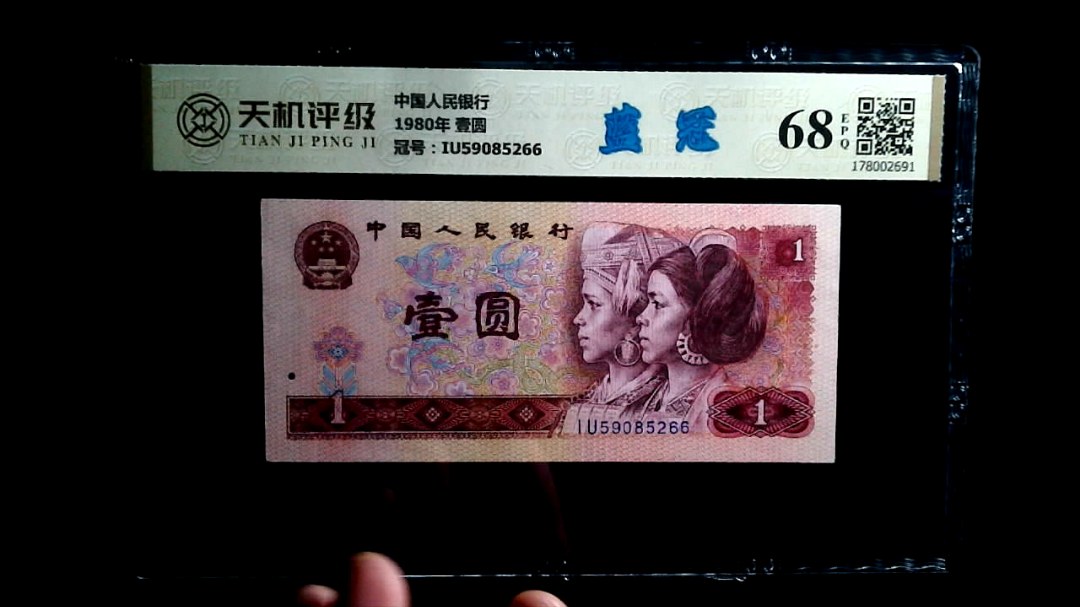 天机评级
TIAN JI PING JI
中国人民银行
1980年 壹圆
冠号：IU59085266
蓝冠
68
EPQ
178002691
中国人民银行
1
壹圆
1
1
IU59085266